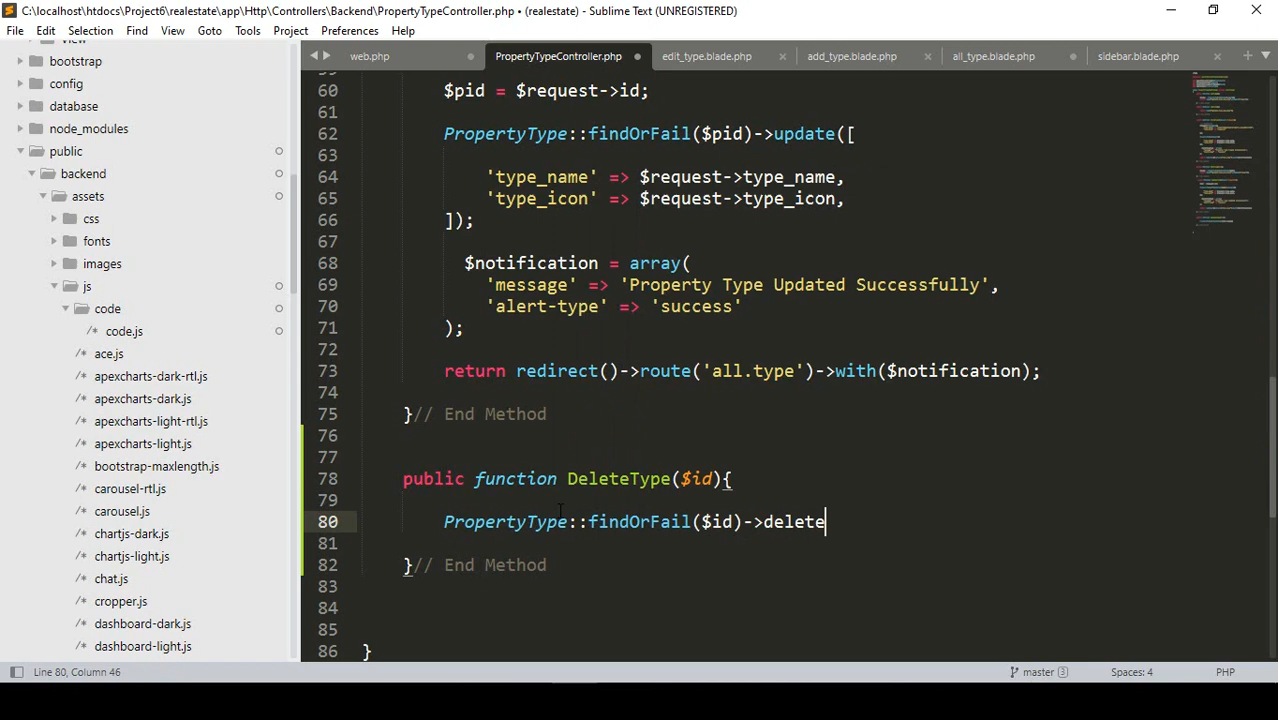 C:\localhost\htdocs\Project6\realestate\app\Http\Controllers\Backend\PropertyTypeController.php • (realestate) - Sublime Text (UNREGISTERED)
File Edit Selection Find View Goto Tools Project Preferences Help
web.php PropertyTypeController.php edit_type.blade.php add_type.blade.php all_type.blade.php sidebar.blade.php
bootstrap
config
database
node_modules
public
backend
assets
css
fonts
images
js
code
/* code.js
/* ace.js
/* apexcharts-dark-rtl.js
/* apexcharts-dark.js
/* apexcharts-light-rtl.js
/* apexcharts-light.js
/* bootstrap-maxlength.js
/* carousel-rtl.js
/* carousel.js
/* chartjs-dark.js
/* chartjs-light.js
/* chat.js
/* cropper.js
/* dashboard-dark.js
/* dashboard-light.js
60 $pid = $request->id;
61
62 PropertyType::findOrFail($pid)->update([
63
64 'type_name' => $request->type_name,
65 'type_icon' => $request->type_icon,
66 ]);
67
68 $notification = array(
69 'message' => 'Property Type Updated Successfully',
70 'alert-type' => 'success'
71 );
72
73 return redirect()->route('all.type')->with($notification);
74
75 }// End Method
76
77
78 public function DeleteType($id){
79
80 PropertyType::findOrFail($id)->delete
81
82 }// End Method
83
84
85
86 }
Line 80, Column 46 master 3 Spaces: 4 PHP